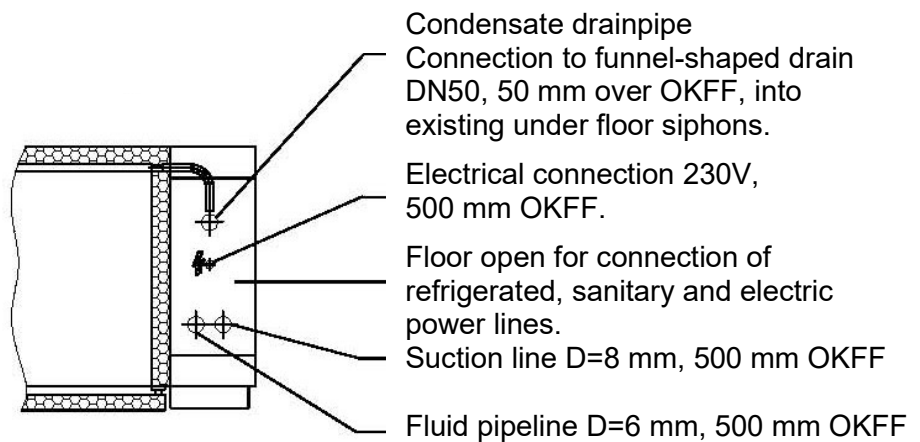 Condensate drainpipe
Connection to funnel-shaped drain
DN50, 50 mm over OKFF, into
existing under floor siphons.
Electrical connection 230V,
500 mm OKFF.
Floor open for connection of
refrigerated, sanitary and electric
power lines.
Suction line D=8 mm, 500 mm OKFF
Fluid pipeline D=6 mm, 500 mm OKFF